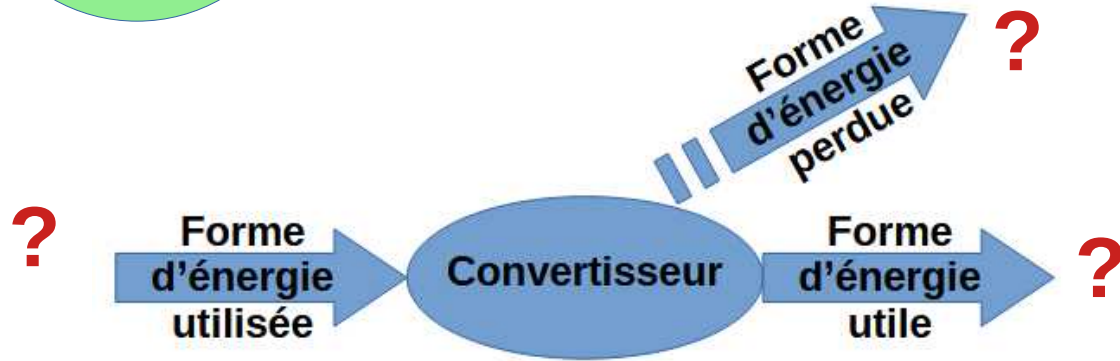 Forme
d'énergie
perdue
?
?
Forme
d'énergie
utilisée
Convertisseur
Forme
d'énergie
utile
?